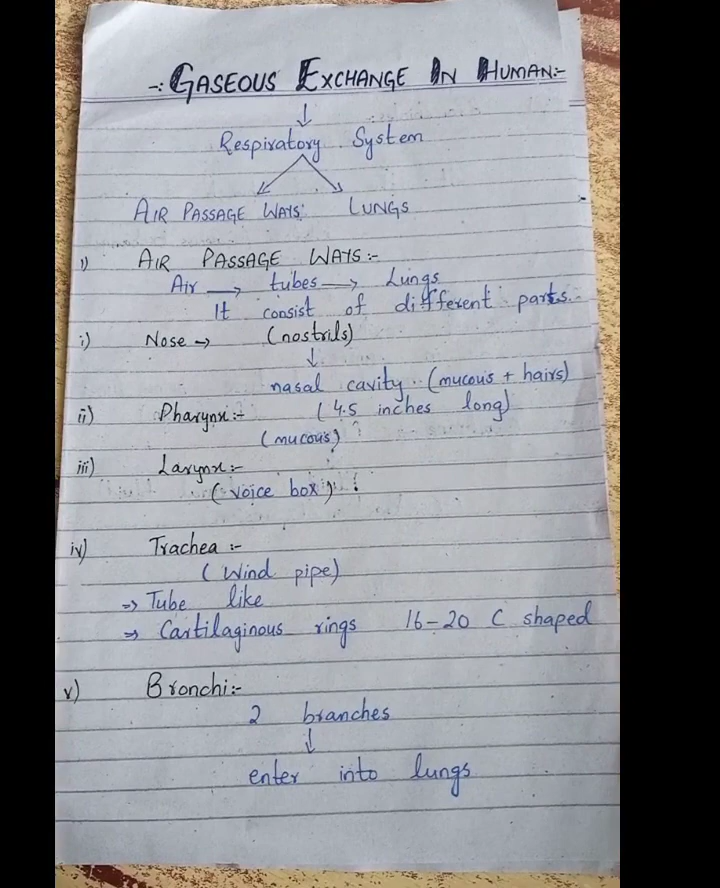 -: GASEOUS EXCHANGE IN HUMAN:-
↓
Respiratory System
AIR PASSAGE WAYS: LUNGS
1) AIR PASSAGE WAYS:-
Air → tubes → Lungs
It consist of different parts.
i) Nose → (nostrils)
↓
nasal cavity (mucous + hairs)
ii) Pharynx:- (4.5 inches long)
(mucous)
iii) Larynx:-
(voice box)
iv) Trachea :-
(Wind pipe)
⇒ Tube like
⇒ Cartilaginous rings 16-20 C shaped
v) Bronchi:-
2 branches
↓
enter into lungs